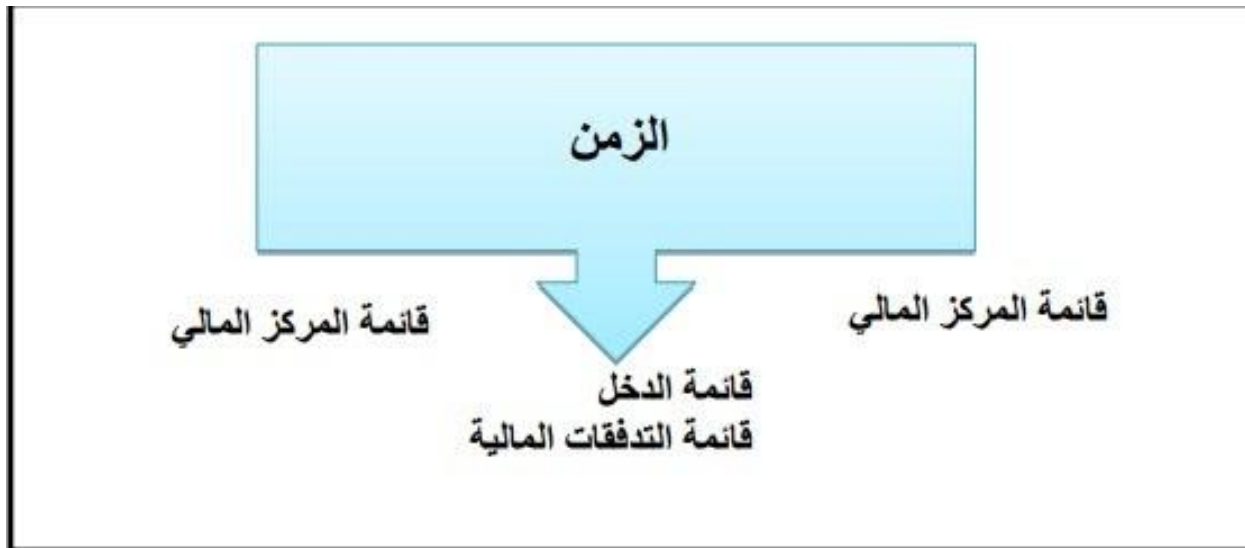 الزمن
قائمة المركز المالي
قائمة المركز المالي
قائمة الدخل
قائمة التدفقات المالية